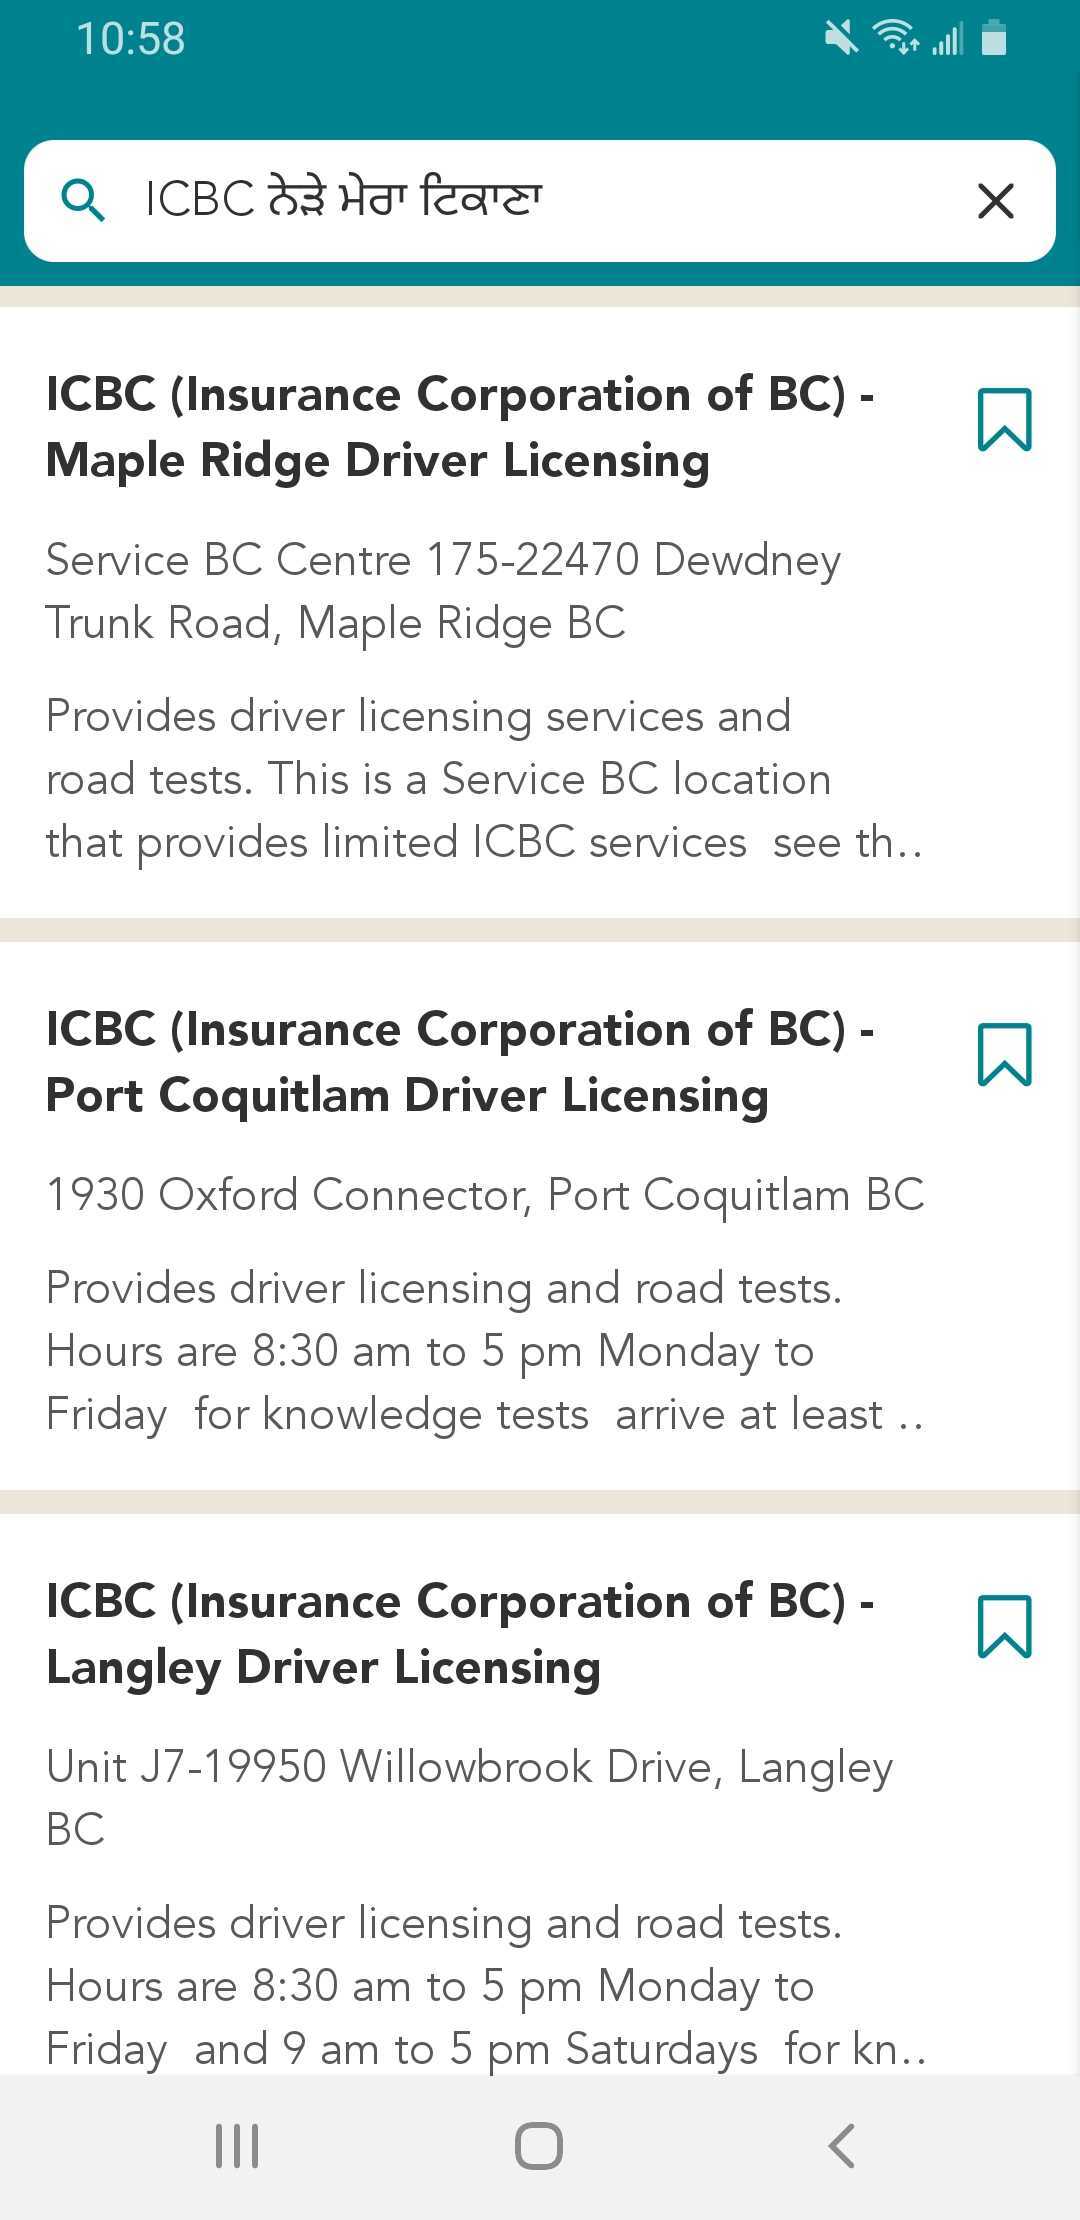 10:58
ICBC ਨੇੜੇ ਮੇਰਾ ਟਿਕਾਣਾ
ICBC (Insurance Corporation of BC) -
Maple Ridge Driver Licensing
Service BC Centre 175-22470 Dewdney
Trunk Road, Maple Ridge BC
Provides driver licensing services and
road tests. This is a Service BC location
that provides limited ICBC services  see th..
ICBC (Insurance Corporation of BC) -
Port Coquitlam Driver Licensing
1930 Oxford Connector, Port Coquitlam BC
Provides driver licensing and road tests.
Hours are 8:30 am to 5 pm Monday to
Friday  for knowledge tests  arrive at least ..
ICBC (Insurance Corporation of BC) -
Langley Driver Licensing
Unit J7-19950 Willowbrook Drive, Langley
BC
Provides driver licensing and road tests.
Hours are 8:30 am to 5 pm Monday to
Friday  and 9 am to 5 pm Saturdays  for kn..